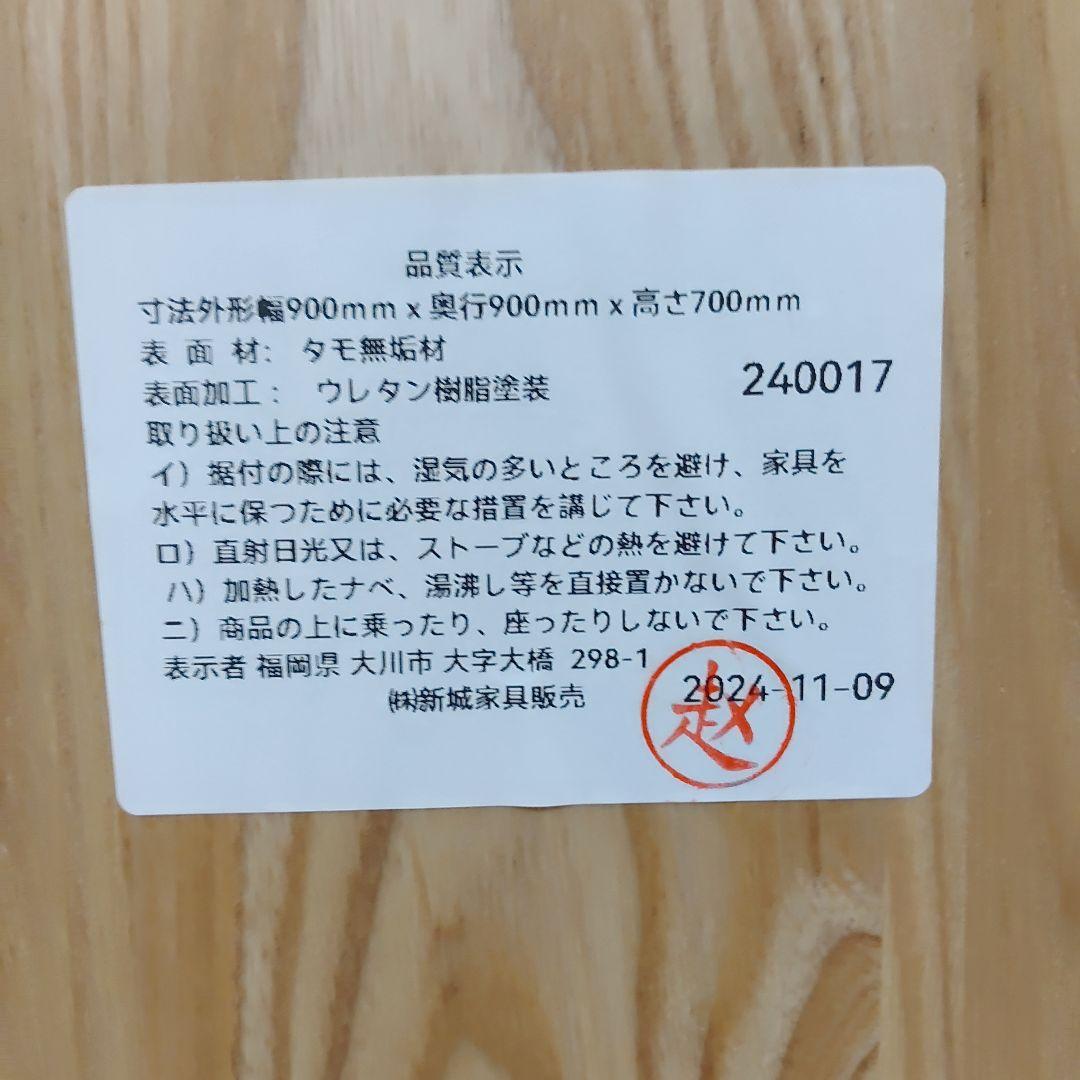 品質表示
寸法外形幅900mm x 奥行900mm x 高さ700mm
表 面 材: タモ無垢材
表面加工： ウレタン樹脂塗装
240017
取り扱い上の注意
イ）据付の際には、湿気の多いところを避け、家具を
水平に保つために必要な措置を講じて下さい。
ロ）直射日光又は、ストーブなどの熱を避けて下さい。
ハ）加熱したナベ、湯沸し等を直接置かないで下さい。
ニ）商品の上に乗ったり、座ったりしないで下さい。
表示者 福岡県 大川市 大字大橋 298-1
㈱新城家具販売
2024-11-09
赵